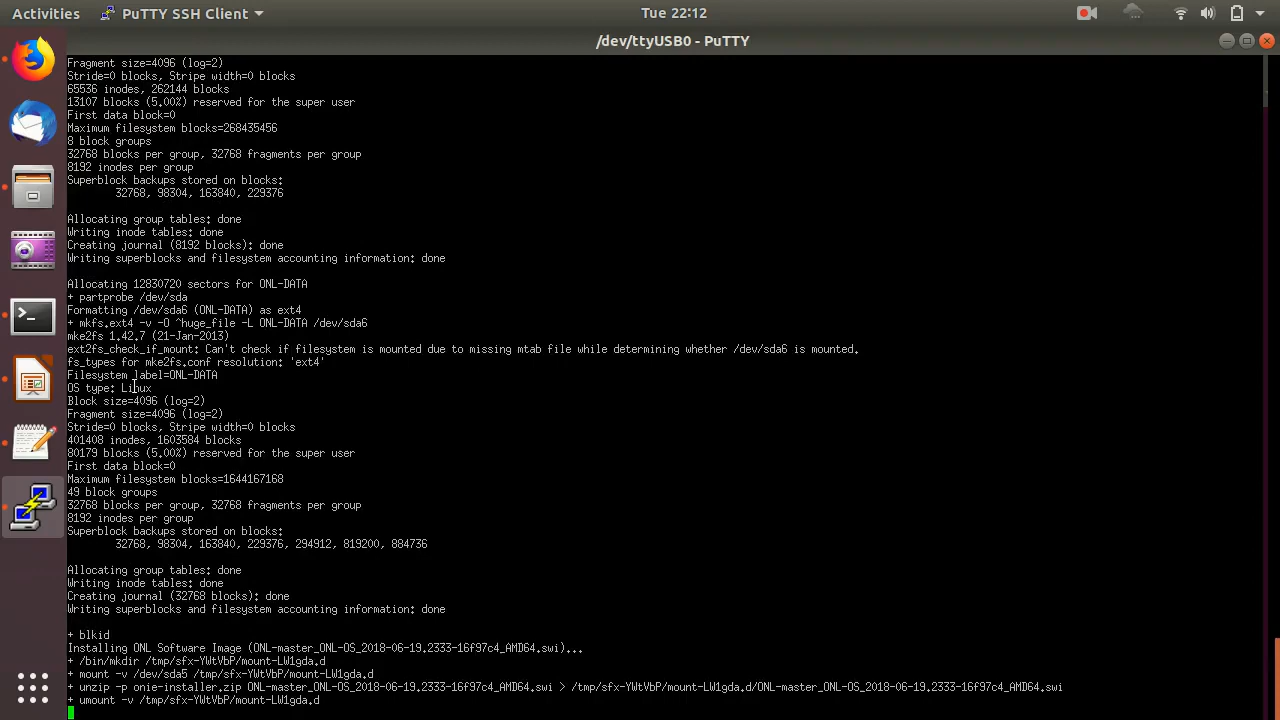 Activities
PuTTY SSH Client
Tue 22:12
/dev/ttyUSB0 - PuTTY
Fragment size=4096 (log=2)
Stride=0 blocks, Stripe width=0 blocks
65536 inodes, 262144 blocks
13107 blocks (5.00%) reserved for the super user
First data block=0
Maximum filesystem blocks=268435456
8 block groups
32768 blocks per group, 32768 fragments per group
8192 inodes per group
Superblock backups stored on blocks:
32768, 98304, 163840, 229376
Allocating group tables: done
Writing inode tables: done
Creating journal (8192 blocks): done
Writing superblocks and filesystem accounting information: done
Allocating 12830720 sectors for ONL-DATA
+ partprobe /dev/sda
Formatting /dev/sda6 (ONL-DATA) as ext4
+ mkfs.ext4 -v -O ^huge_file -L ONL-DATA /dev/sda6
mke2fs 1.42.7 (21-Jan-2013)
ext2fs_check_if_mount: Can't check if filesystem is mounted due to missing mtab file while determining whether /dev/sda6 is mounted.
fs_types for mke2fs.conf resolution: 'ext4'
Filesystem label=ONL-DATA
OS type: Linux
Block size=4096 (log=2)
Fragment size=4096 (log=2)
Stride=0 blocks, Stripe width=0 blocks
401408 inodes, 1603584 blocks
80179 blocks (5.00%) reserved for the super user
First data block=0
Maximum filesystem blocks=1644167168
49 block groups
32768 blocks per group, 32768 fragments per group
8192 inodes per group
Superblock backups stored on blocks:
32768, 98304, 163840, 229376, 294912, 819200, 884736
Allocating group tables: done
Writing inode tables: done
Creating journal (32768 blocks): done
Writing superblocks and filesystem accounting information: done
+ blkid
Installing ONL Software Image (ONL-master_ONL-OS_2018-06-19.2333-16f97c4_AMD64.swi)...
+ /bin/mkdir /tmp/sfx-YWtVbP/mount-LW1gda.d
+ mount -v /dev/sda5 /tmp/sfx-YWtVbP/mount-LW1gda.d
+ unzip -p onie-installer.zip ONL-master_ONL-OS_2018-06-19.2333-16f97c4_AMD64.swi > /tmp/sfx-YWtVbP/mount-LW1gda.d/ONL-master_ONL-OS_2018-06-19.2333-16f97c4_AMD64.swi
+ umount -v /tmp/sfx-YWtVbP/mount-LW1gda.d